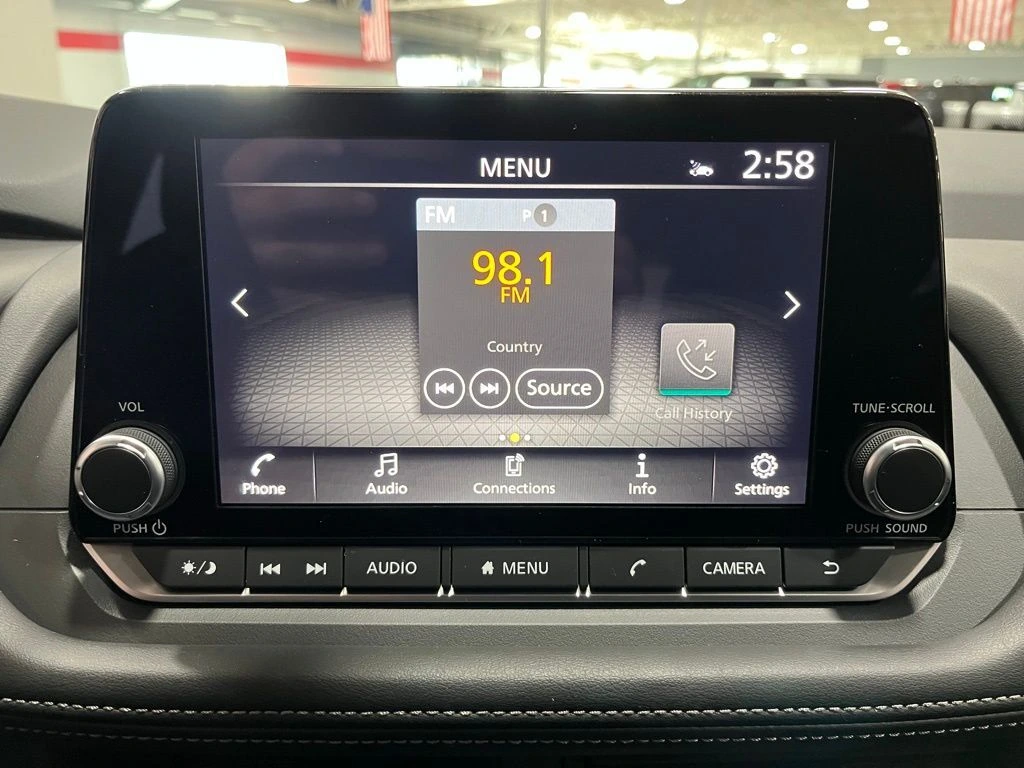 MENU 2:58
FM P 1
98.1
FM
Country
Source
Call History
Phone Audio Connections Info Settings
VOL
TUNE·SCROLL
PUSH
PUSH SOUND
AUDIO MENU CAMERA